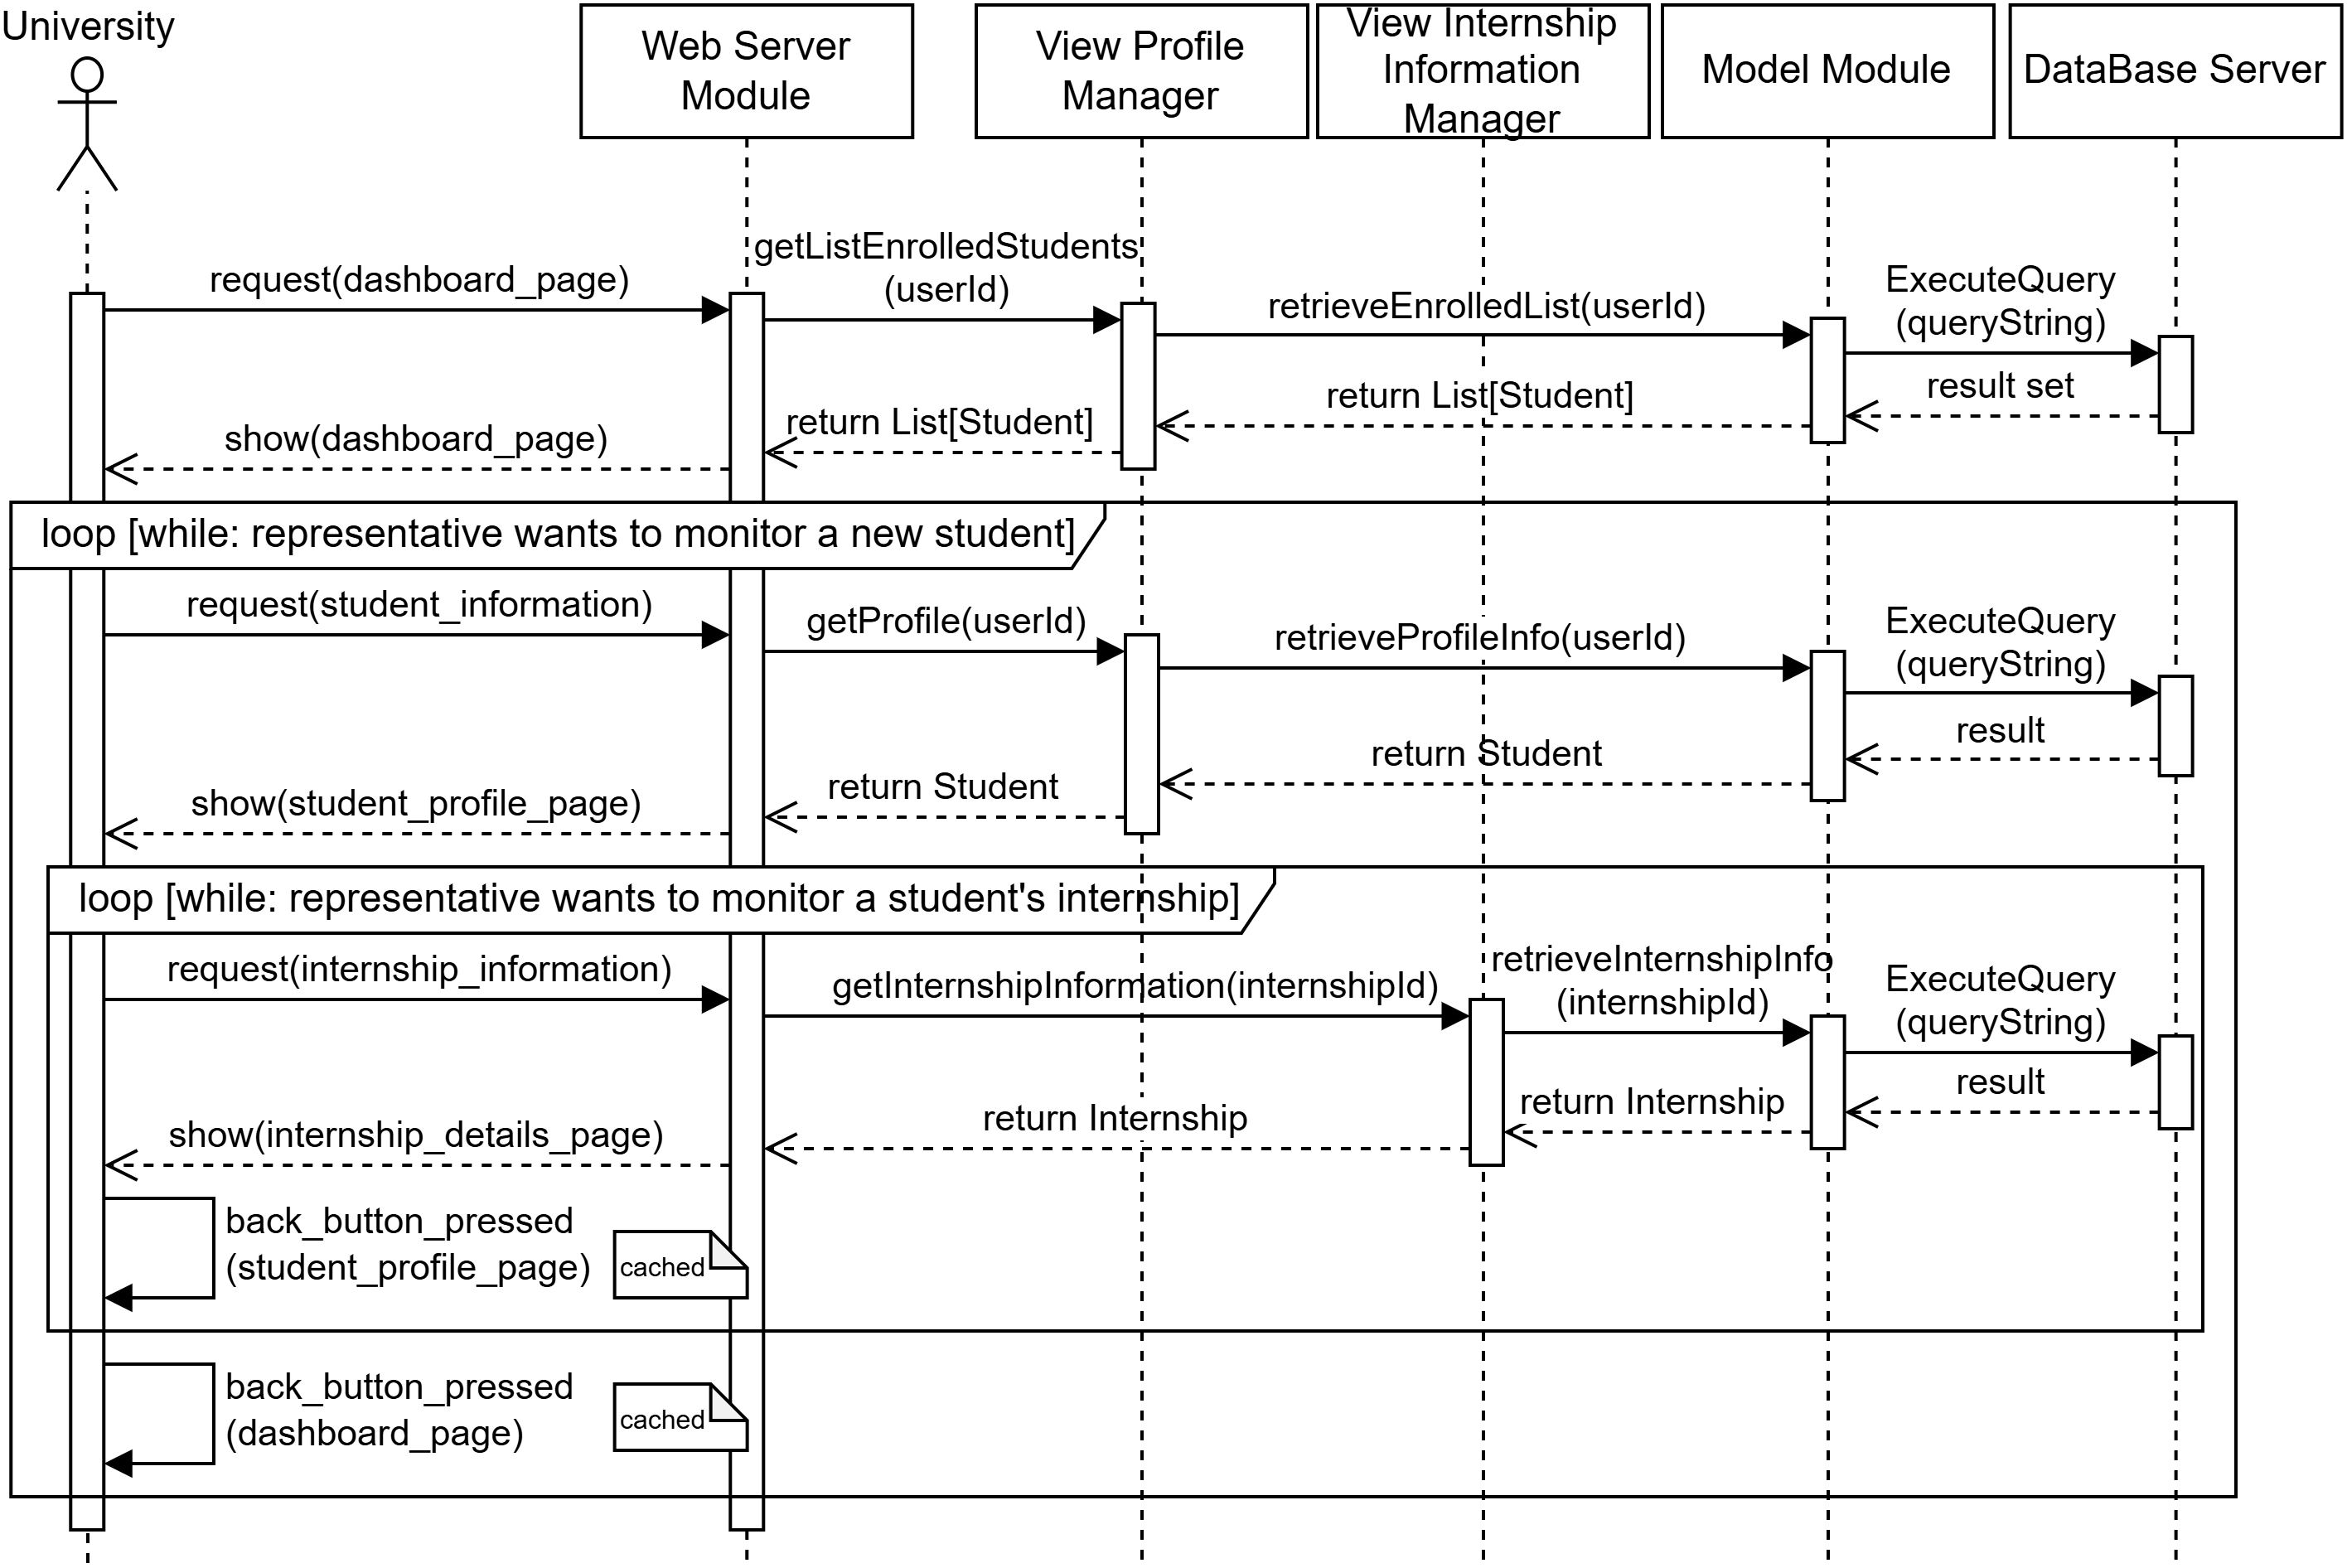 University
Web Server
Module
View Profile
Manager
View Internship
Information
Manager
Model Module
DataBase Server
request(dashboard_page)
getListEnrolledStudents
(userId)
retrieveEnrolledList(userId)
ExecuteQuery
(queryString)
result set
return List[Student]
return List[Student]
show(dashboard_page)
loop [while: representative wants to monitor a new student]
request(student_information)
getProfile(userId)
retrieveProfileInfo(userId)
ExecuteQuery
(queryString)
result
return Student
return Student
show(student_profile_page)
loop [while: representative wants to monitor a student's internship]
request(internship_information)
getInternshipInformation(internshipId)
retrieveInternshipInfo
(internshipId)
ExecuteQuery
(queryString)
result
return Internship
return Internship
show(internship_details_page)
back_button_pressed
(student_profile_page)
cached
back_button_pressed
(dashboard_page)
cached